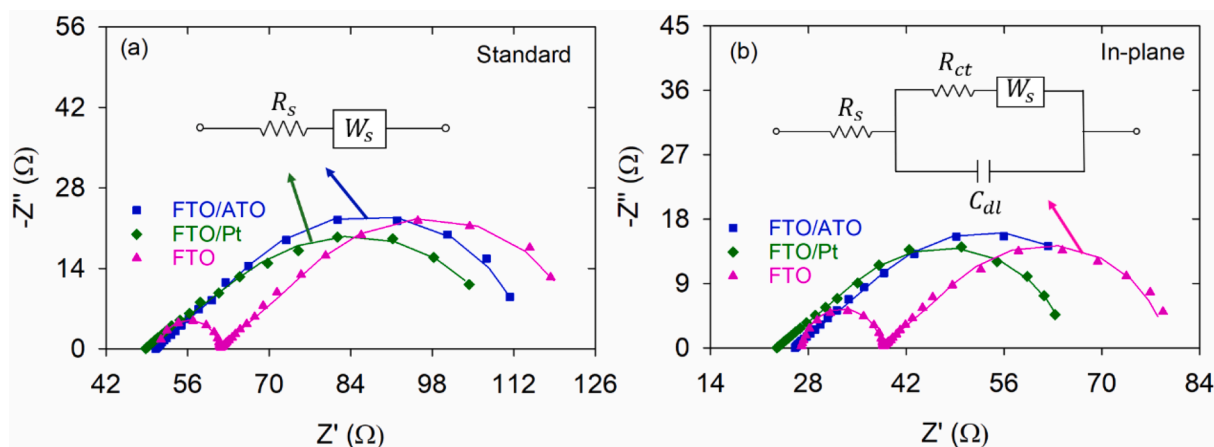 (a)
Standard
56
42
28
14
0
-Z" (Ω)
R_s
W_s
FTO/ATO
FTO/Pt
FTO
42 56 70 84 98 112 126
Z' (Ω)
(b)
In-plane
45
36
27
18
9
0
-Z" (Ω)
R_ct
W_s
R_s
C_dl
FTO/ATO
FTO/Pt
FTO
14 28 42 56 70 84
Z' (Ω)